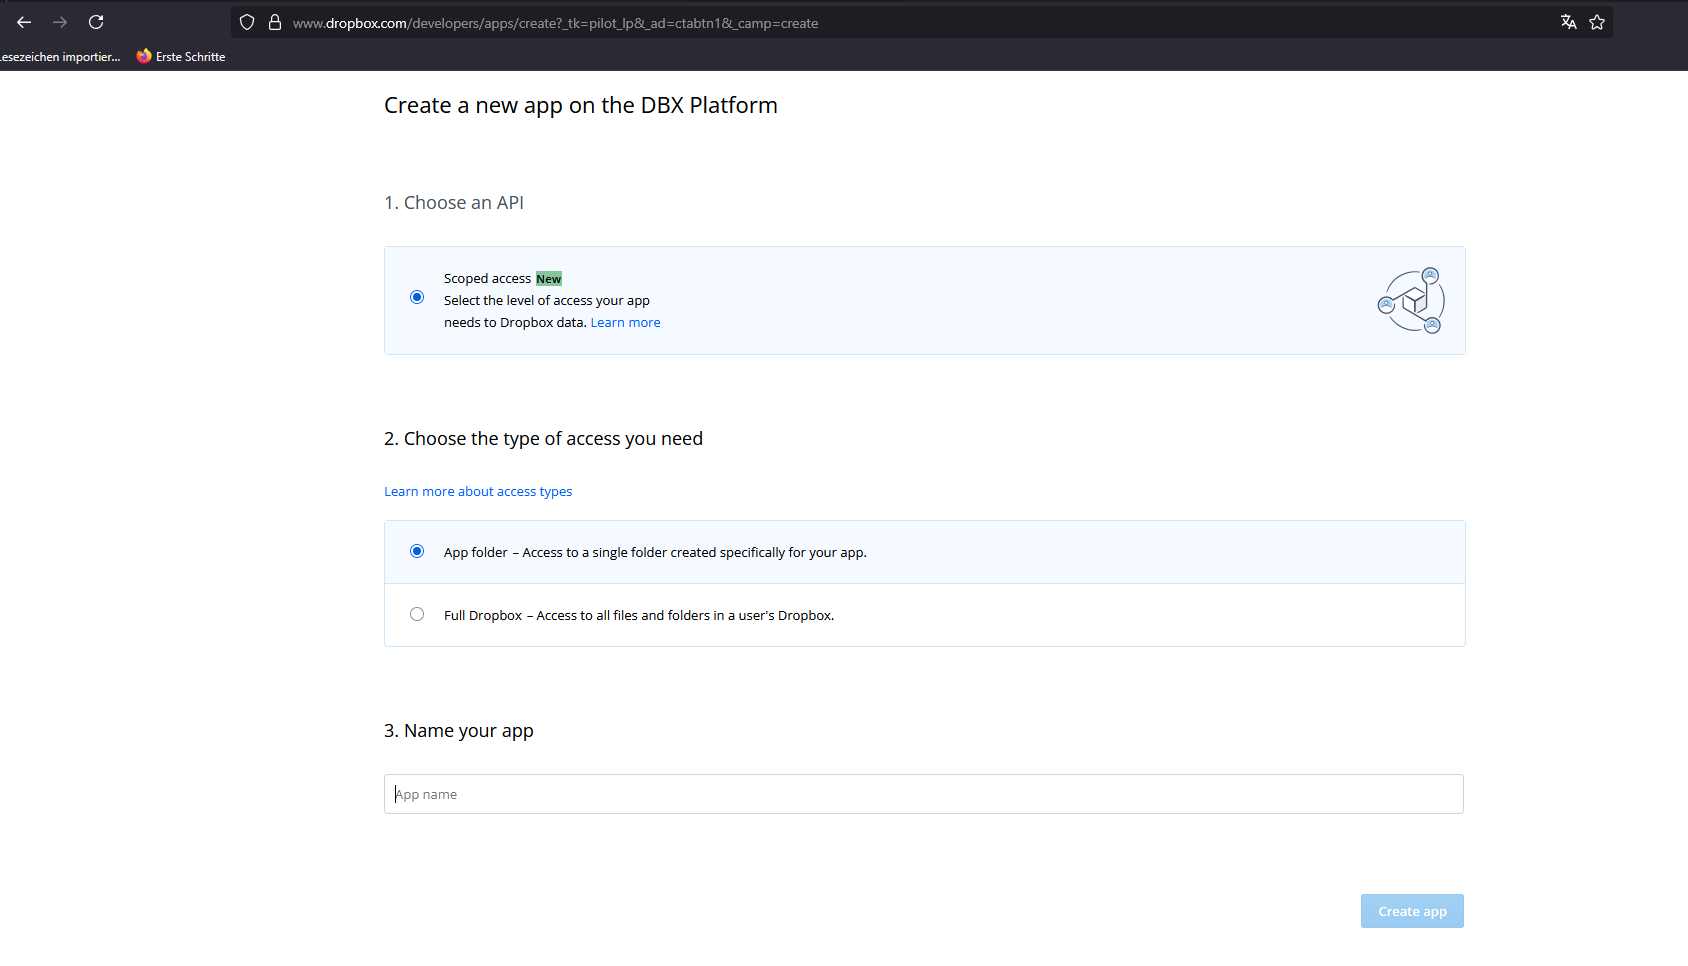 www.dropbox.com/developers/apps/create?_tk=pilot_lp&_ad=ctabtn1&_camp=create
esezeichen importier...
Erste Schritte
Create a new app on the DBX Platform
1. Choose an API
Scoped access New
Select the level of access your app
needs to Dropbox data. Learn more
2. Choose the type of access you need
Learn more about access types
App folder – Access to a single folder created specifically for your app.
Full Dropbox – Access to all files and folders in a user's Dropbox.
3. Name your app
App name
Create app